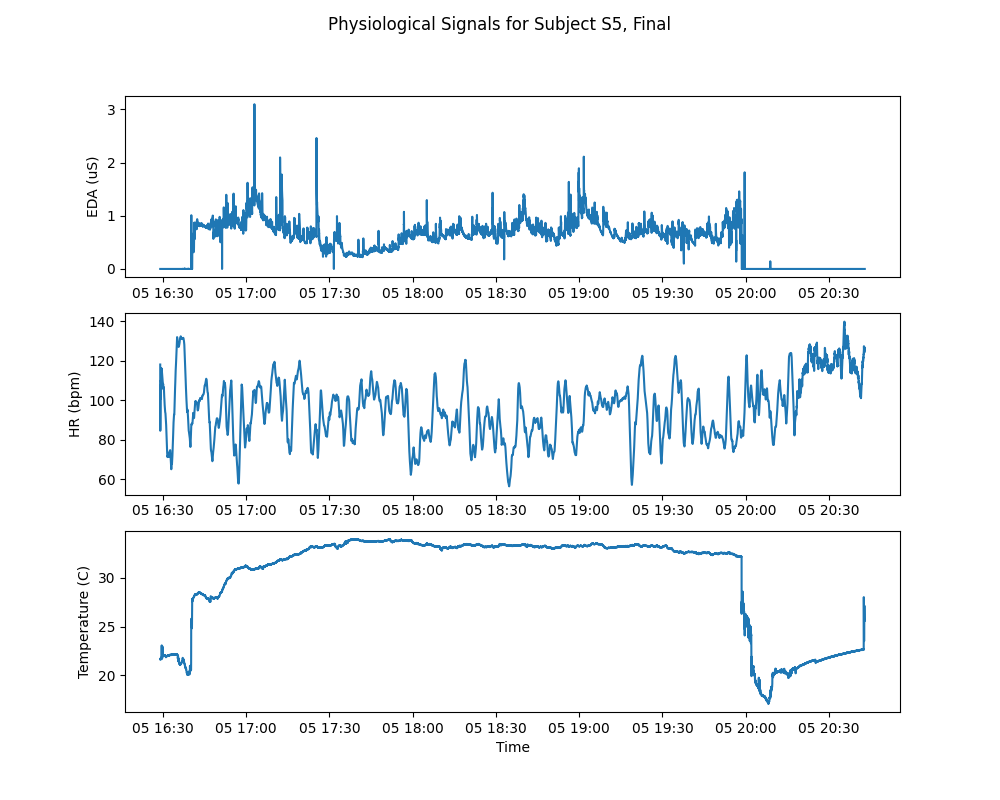 Physiological Signals for Subject S5, Final
3
2
1
0
EDA (uS)
05 16:30 05 17:00 05 17:30 05 18:00 05 18:30 05 19:00 05 19:30 05 20:00 05 20:30
140
120
100
80
60
HR (bpm)
05 16:30 05 17:00 05 17:30 05 18:00 05 18:30 05 19:00 05 19:30 05 20:00 05 20:30
30
25
20
Temperature (C)
05 16:30 05 17:00 05 17:30 05 18:00 05 18:30 05 19:00 05 19:30 05 20:00 05 20:30
Time